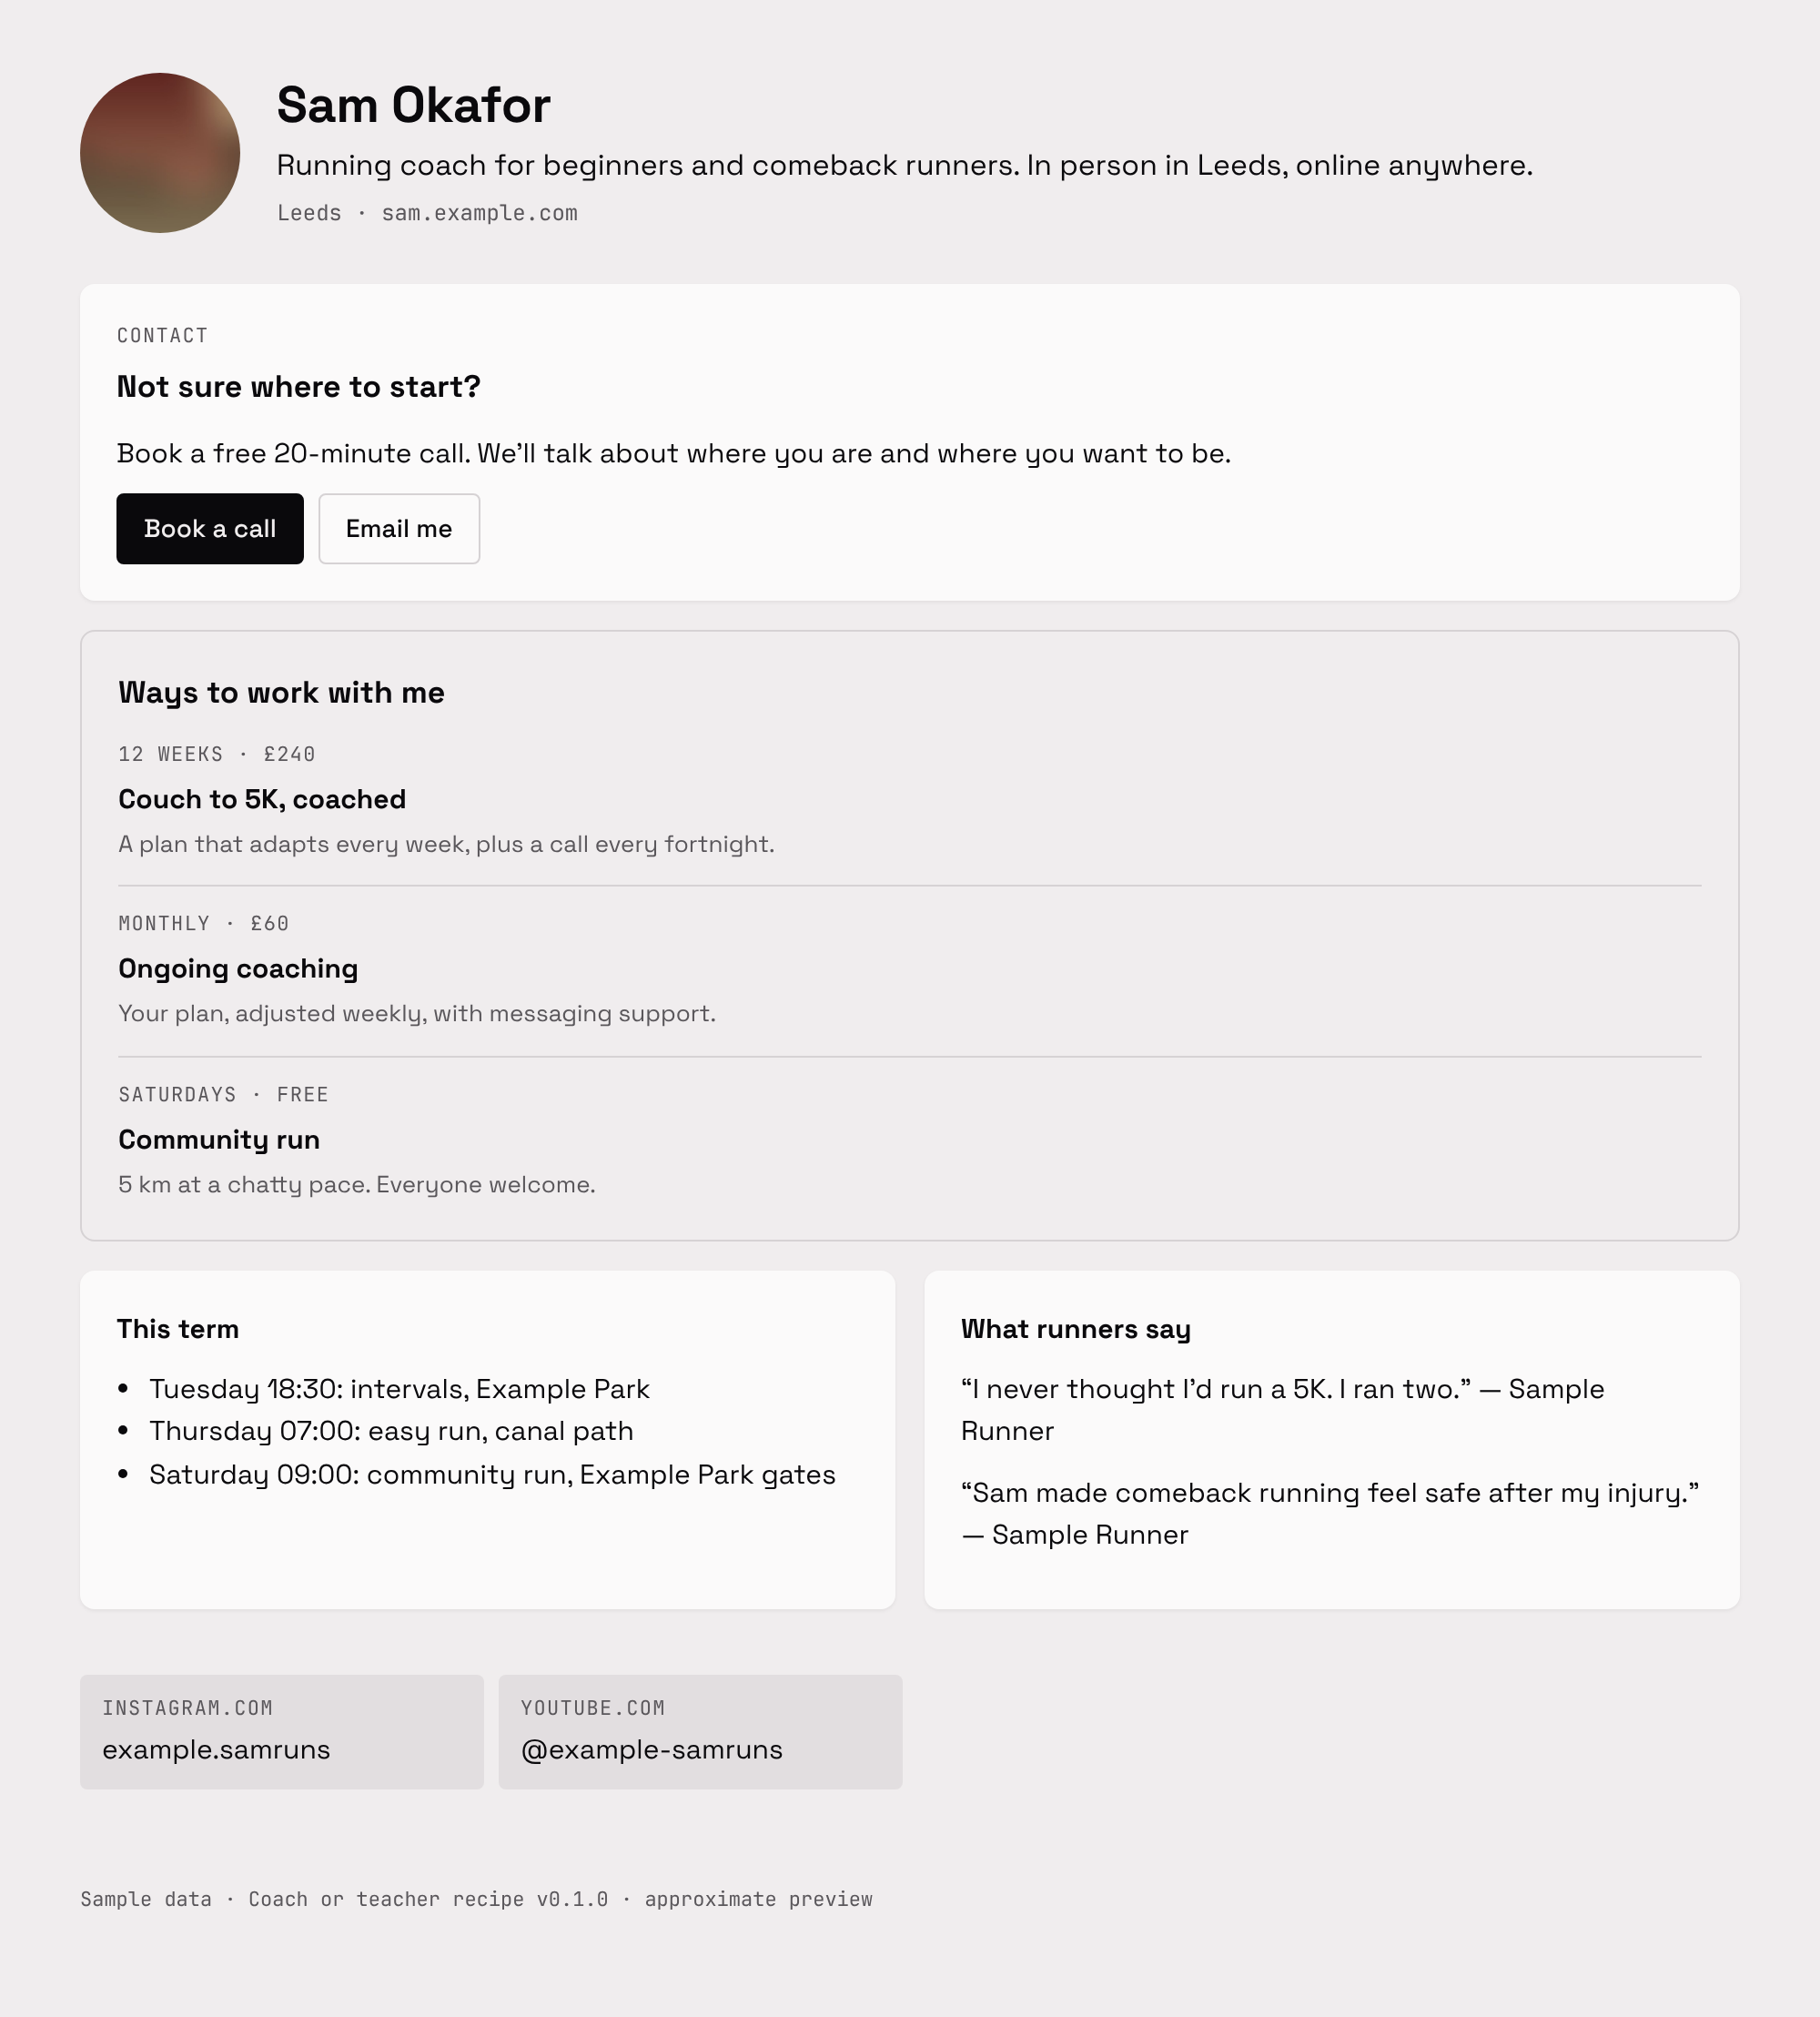 Sam Okafor
Running coach for beginners and comeback runners. In person in Leeds, online anywhere.
Leeds · sam.example.com
CONTACT
Not sure where to start?
Book a free 20-minute call. We’ll talk about where you are and where you want to be.
Book a call
Email me
Ways to work with me
12 WEEKS · £240
Couch to 5K, coached
A plan that adapts every week, plus a call every fortnight.
MONTHLY · £60
Ongoing coaching
Your plan, adjusted weekly, with messaging support.
SATURDAYS · FREE
Community run
5 km at a chatty pace. Everyone welcome.
This term
• Tuesday 18:30: intervals, Example Park
• Thursday 07:00: easy run, canal path
• Saturday 09:00: community run, Example Park gates
What runners say
“I never thought I’d run a 5K. I ran two.” — Sample
Runner
“Sam made comeback running feel safe after my injury.”
— Sample Runner
INSTAGRAM.COM
example.samruns
YOUTUBE.COM
@example-samruns
Sample data · Coach or teacher recipe v0.1.0 · approximate preview